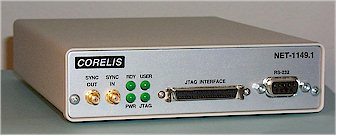 CORELIS
NET-1149.1
SYNC OUT
SYNC IN
RDY
USER
PWR
JTAG
JTAG INTERFACE
RS-232